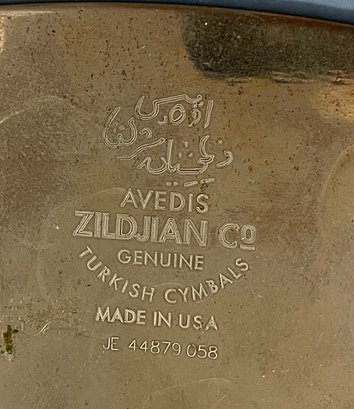 AVEDIS
ZILDJIAN Co
GENUINE
TURKISH CYMBALS
MADE IN USA
JE 44879 058